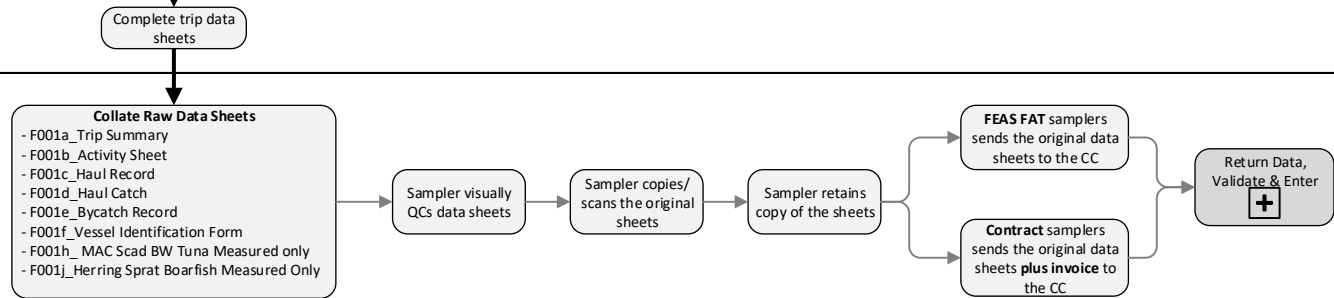 Complete trip data
sheets
Collate Raw Data Sheets
- F001a_Trip Summary
- F001b_Activity Sheet
- F001c_Haul Record
- F001d_Haul Catch
- F001e_Bycatch Record
- F001f_Vessel Identification Form
- F001h_ MAC Scad BW Tuna Measured only
- F001j_Herring Sprat Boarfish Measured Only
Sampler visually
QCs data sheets
Sampler copies/
scans the original
sheets
Sampler retains
copy of the sheets
FEAS FAT samplers
sends the original data
sheets to the CC
Contract samplers
sends the original data
sheets plus invoice to
the CC
Return Data,
Validate & Enter